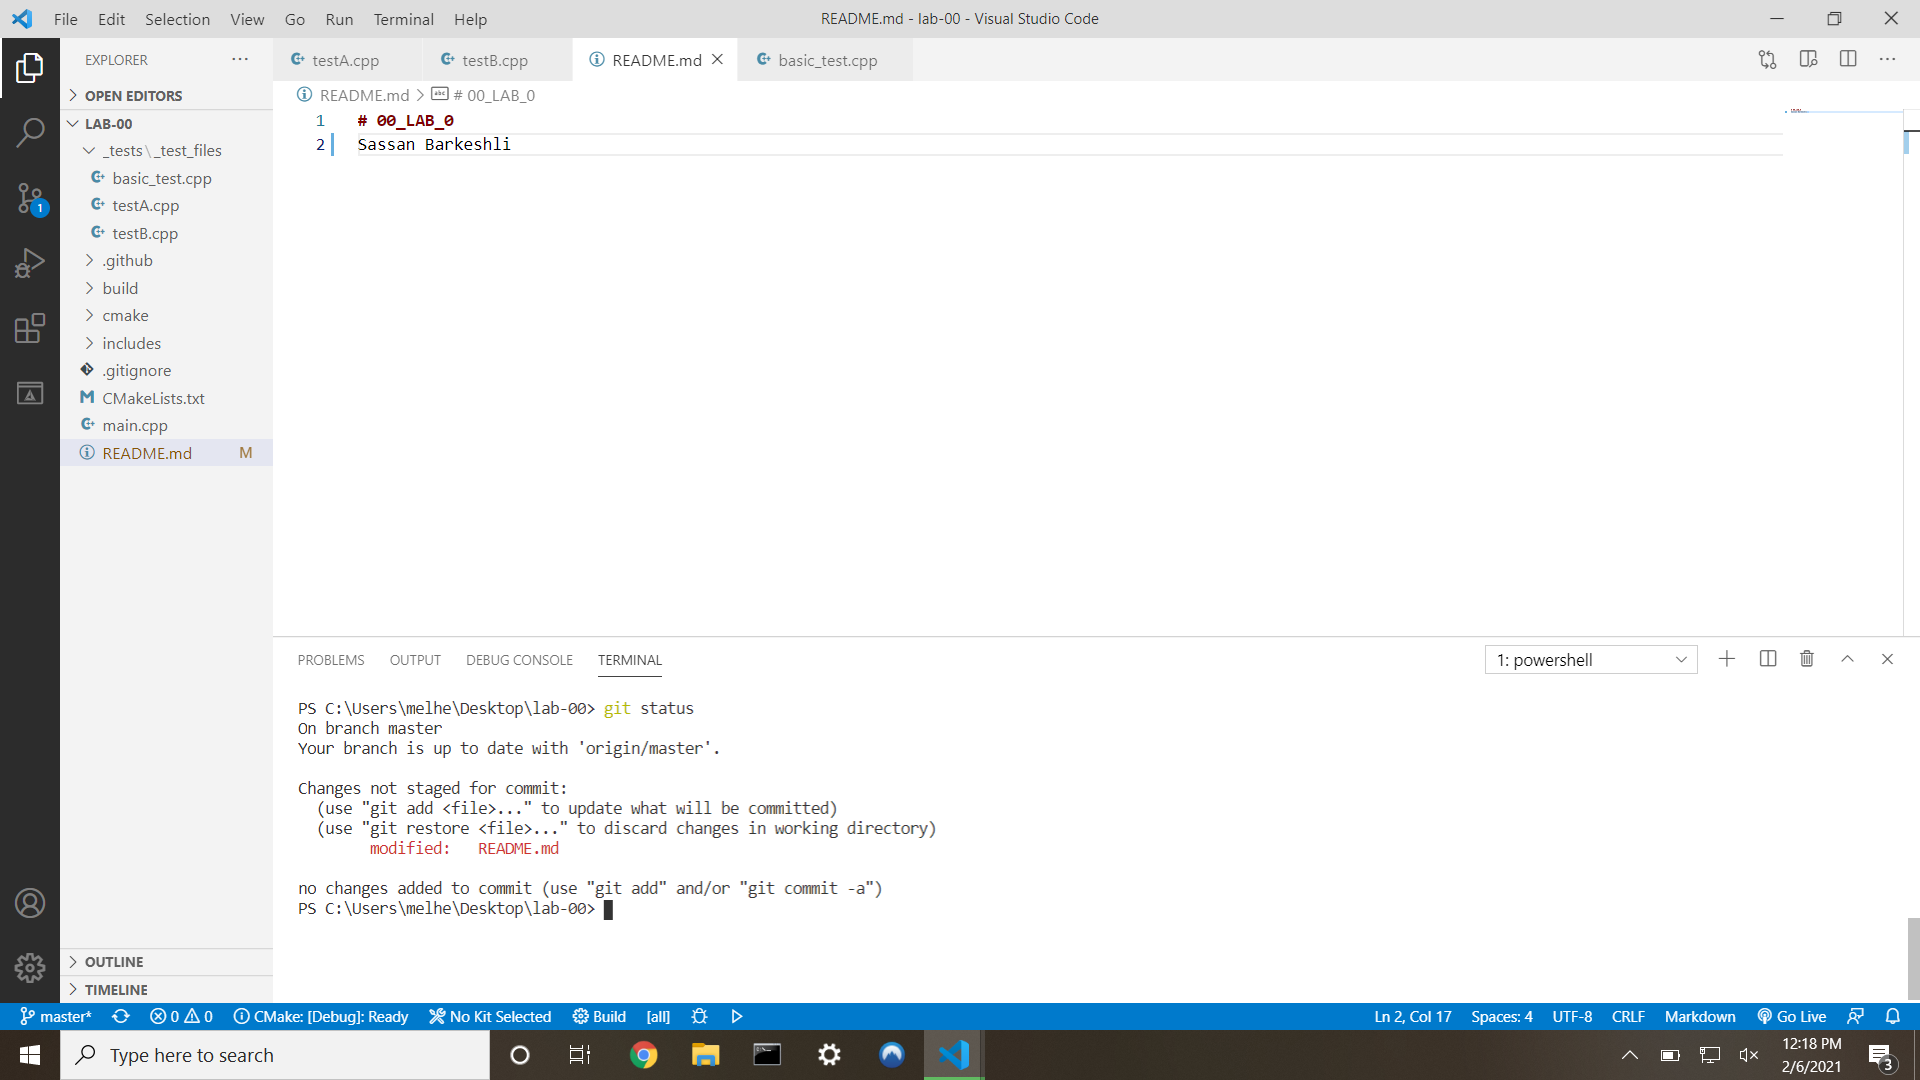 File Edit Selection View Go Run Terminal Help
README.md - lab-00 - Visual Studio Code
EXPLORER
OPEN EDITORS
LAB-00
_tests\_test_files
basic_test.cpp
testA.cpp
testB.cpp
.github
build
cmake
includes
.gitignore
CMakeLists.txt
main.cpp
README.md M
OUTLINE
TIMELINE
1
testA.cpp testB.cpp README.md basic_test.cpp
README.md > # 00_LAB_0
1 # 00_LAB_0
2 Sassan Barkeshli
PROBLEMS OUTPUT DEBUG CONSOLE TERMINAL
1: powershell
PS C:\Users\melhe\Desktop\lab-00> git status
On branch master
Your branch is up to date with 'origin/master'.
Changes not staged for commit:
(use "git add <file>..." to update what will be committed)
(use "git restore <file>..." to discard changes in working directory)
modified: README.md
no changes added to commit (use "git add" and/or "git commit -a")
PS C:\Users\melhe\Desktop\lab-00>
master* 0 0 CMake: [Debug]: Ready No Kit Selected Build [all]
Ln 2, Col 17 Spaces: 4 UTF-8 CRLF Markdown Go Live
Type here to search
12:18 PM
2/6/2021
3